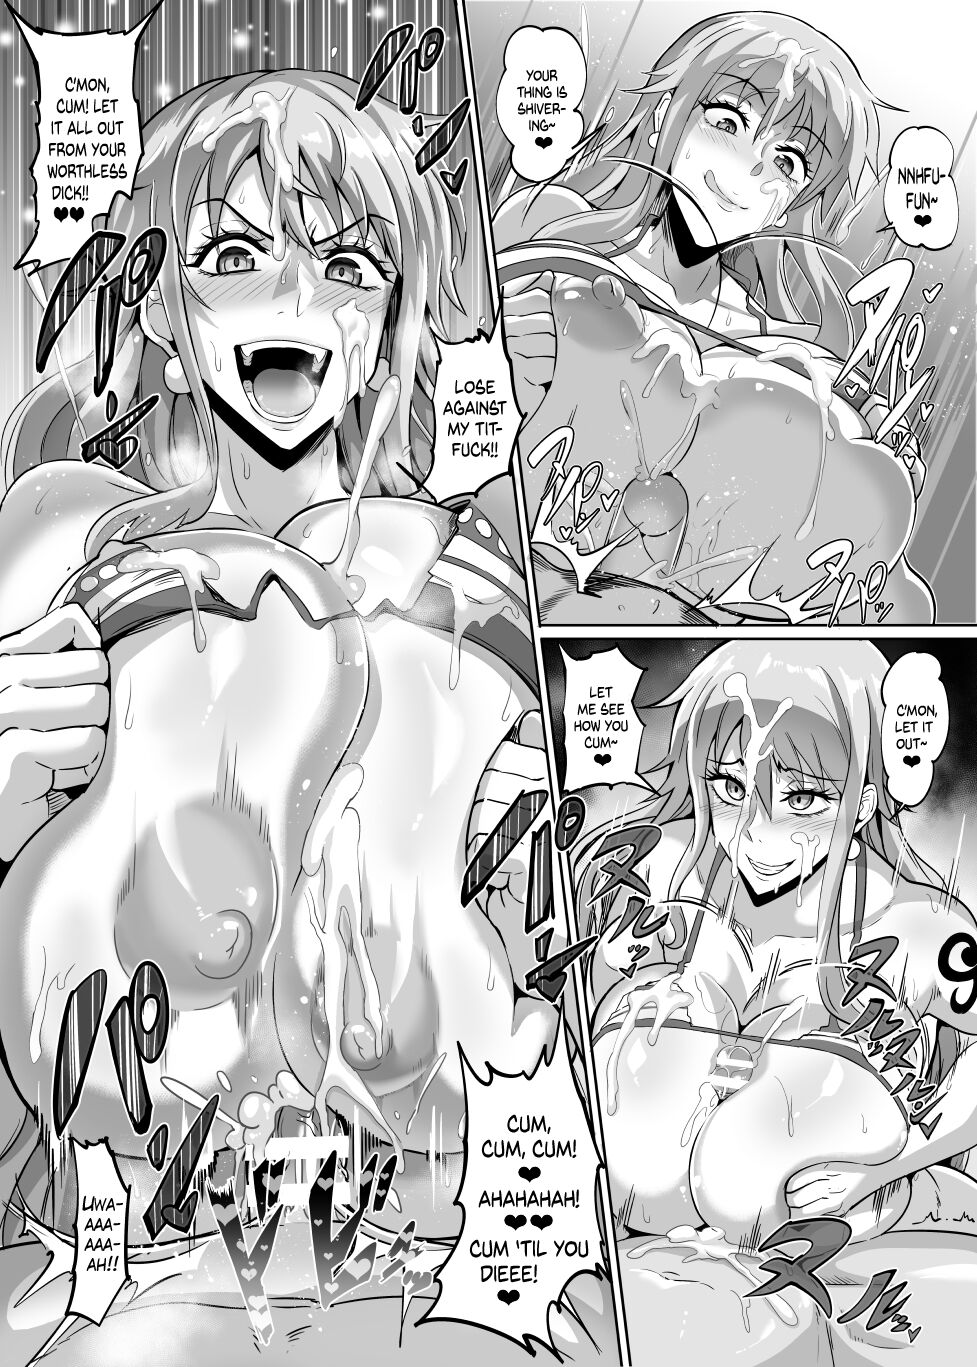 NNHFU-
FUN~
♥
YOUR
THING IS
SHIVER-
ING~
♥
C'MON,
CUM! LET
IT ALL OUT
FROM YOUR
WORTHLESS
DICK!!
♥♥
LOSE
AGAINST
MY TIT-
FUCK!!
C'MON,
LET IT
OUT~
♥
LET
ME SEE
HOW YOU
CUM~
♥
CUM,
CUM, CUM!
♥
AHAHAHAH!
♥♥
CUM 'TIL YOU
DIEEE!
♥
UWA-
AAAA-
AAAA-
AH!!